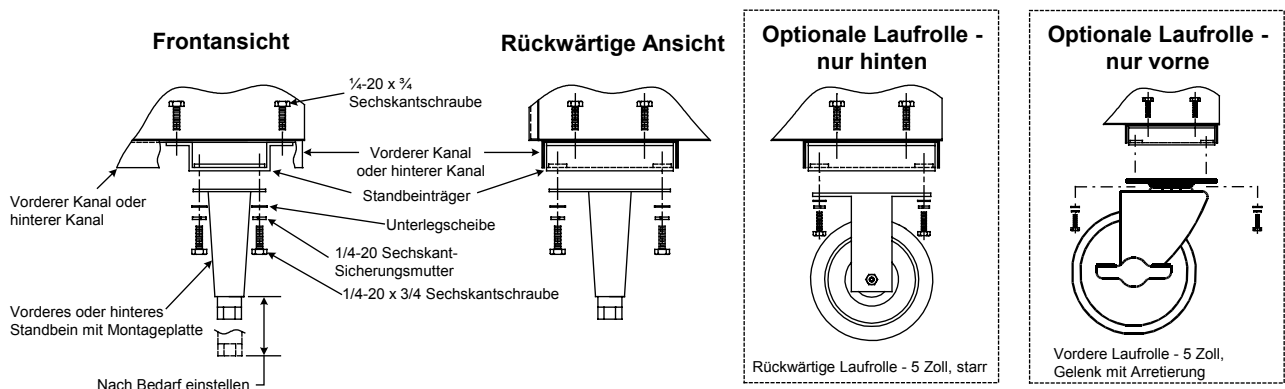 Frontansicht
¼-20 x ¾
Sechskantschraube
Vorderer Kanal oder
hinterer Kanal
Vorderes oder hinteres
Standbein mit Montageplatte
Nach Bedarf einstellen
Rückwärtige Ansicht
Vorderer Kanal
oder hinterer Kanal
Standbeinträger
Unterlegscheibe
1/4-20 Sechskant-
Sicherungsmutter
1/4-20 x 3/4 Sechskantschraube
Optionale Laufrolle -
nur hinten
Rückwärtige Laufrolle - 5 Zoll, starr
Optionale Laufrolle -
nur vorne
Vordere Laufrolle - 5 Zoll,
Gelenk mit Arretierung